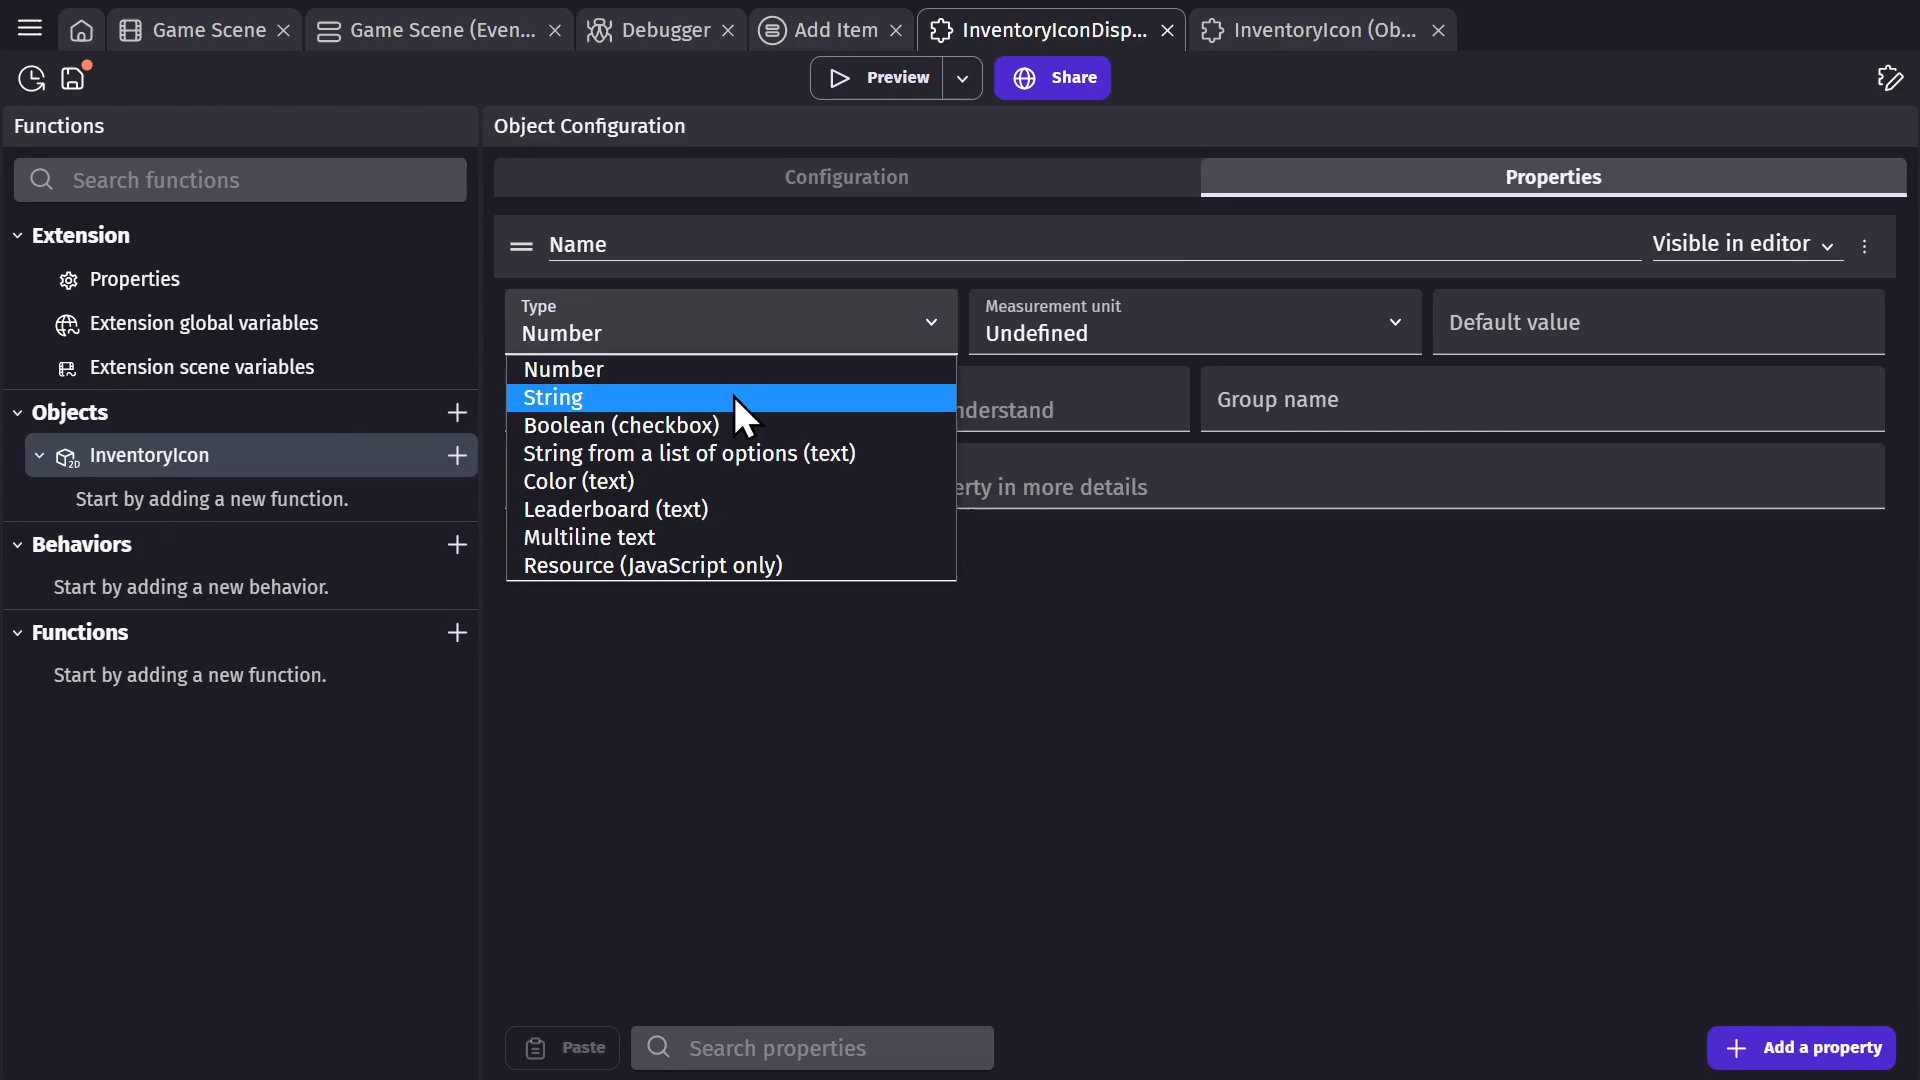 Game Scene
Game Scene (Even...
Debugger
Add Item
InventoryIconDisp...
InventoryIcon (Ob...
Preview
Share
Functions
Search functions
Extension
Properties
Extension global variables
Extension scene variables
Objects
InventoryIcon
Start by adding a new function.
Behaviors
Start by adding a new behavior.
Functions
Start by adding a new function.
Object Configuration
Configuration
Properties
Name
Visible in editor
Type
Number
Measurement unit
Undefined
Default value
Number
String
Boolean (checkbox)
String from a list of options (text)
Color (text)
Leaderboard (text)
Multiline text
Resource (JavaScript only)
nderstand
Group name
erty in more details
Paste
Search properties
Add a property